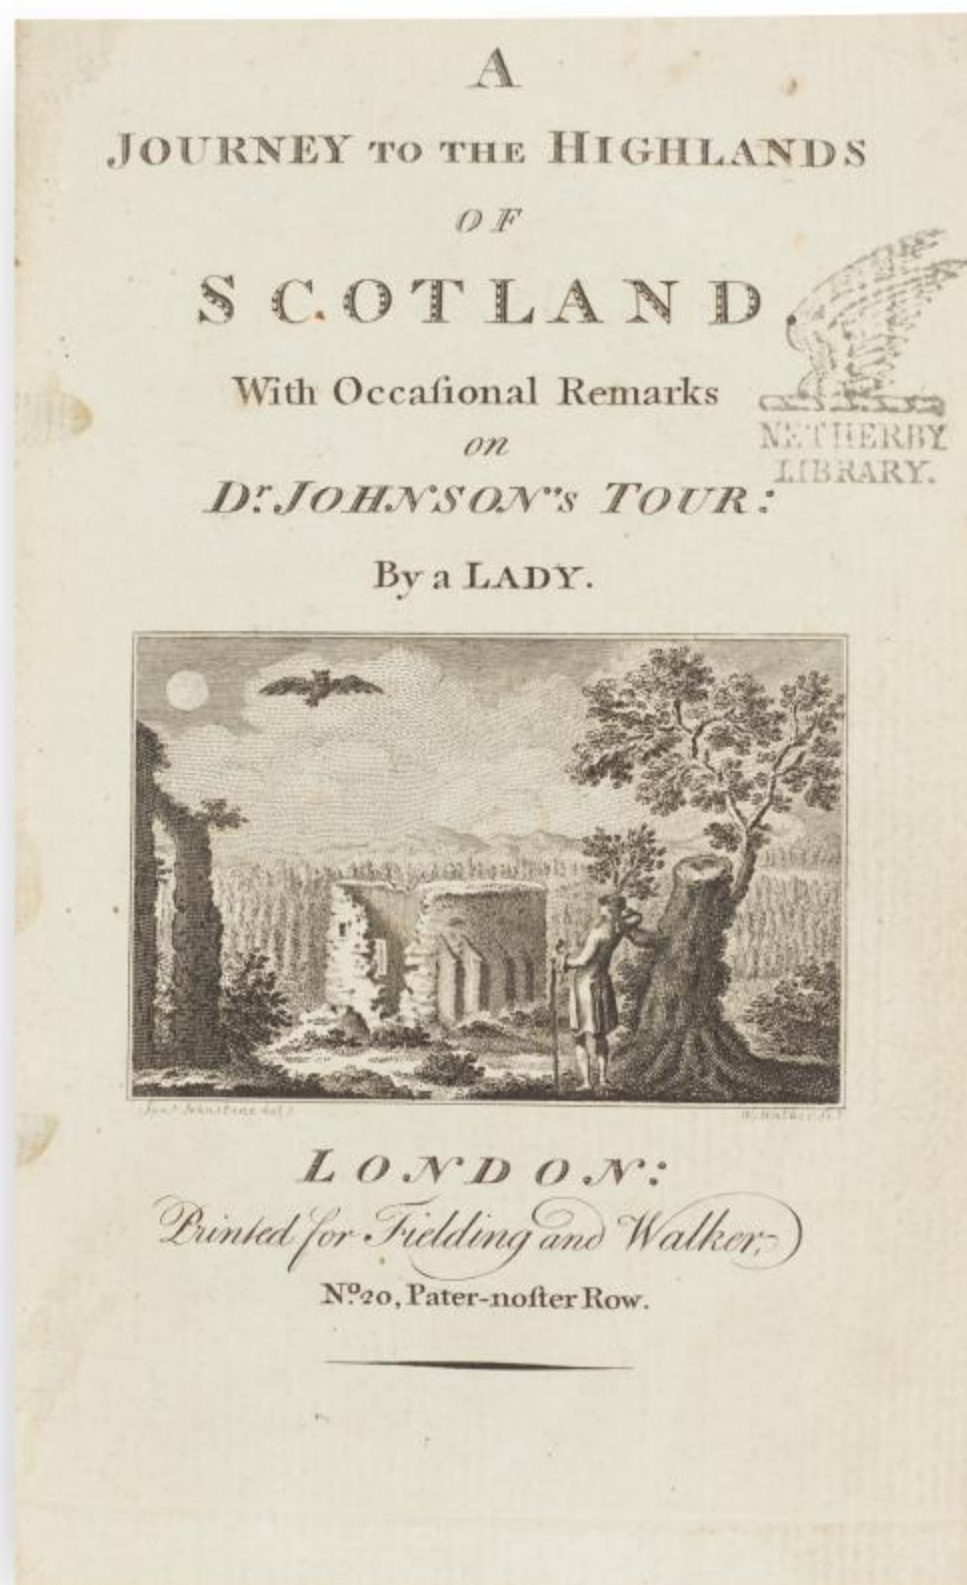 A
JOURNEY TO THE HIGHLANDS
OF
SCOTLAND.
With Occaſional Remarks
on
Dr. JOHNSON's TOUR:
By a LADY.
NETHERBY
LIBRARY.
LONDON:
Printed for Fielding and Walker,
No. 20, Pater-noſter Row.